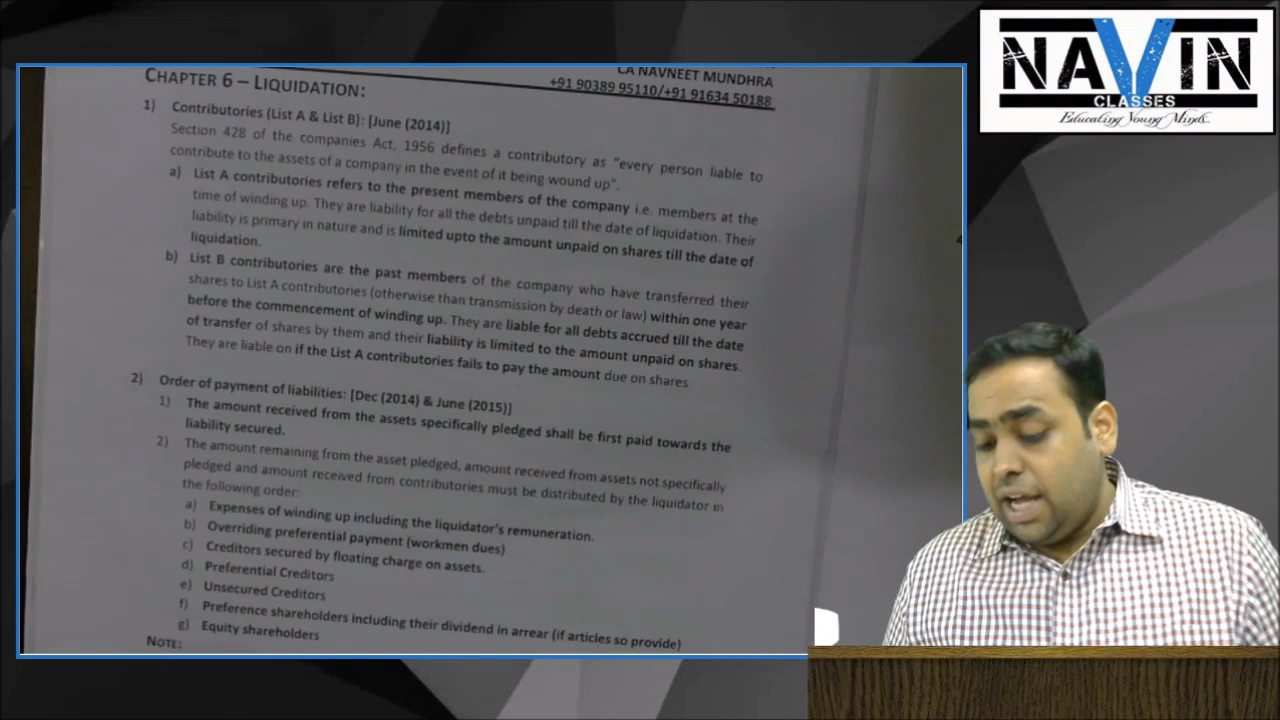 CHAPTER 6 – LIQUIDATION:
CA NAVNEET MUNDHRA
+91 90389 95110/+91 91634 50188
1) Contributories (List A & List B): [June (2014)]
Section 428 of the companies Act, 1956 defines a contributory as "every person liable to
contribute to the assets of a company in the event of it being wound up".
a) List A contributories refers to the present members of the company i.e. members at the
time of winding up. They are liability for all the debts unpaid till the date of liquidation. Their
liability is primary in nature and is limited upto the amount unpaid on shares till the date of
liquidation.
b) List B contributories are the past members of the company who have transferred their
shares to List A contributories (otherwise than transmission by death or law) within one year
before the commencement of winding up. They are liable for all debts accrued till the date
of transfer of shares by them and their liability is limited to the amount unpaid on shares.
They are liable on if the List A contributories fails to pay the amount due on shares.
2) Order of payment of liabilities: [Dec (2014) & June (2015)]
1) The amount received from the assets specifically pledged shall be first paid towards the
liability secured.
2) The amount remaining from the asset pledged, amount received from assets not specifically
pledged and amount received from contributories must be distributed by the liquidator in
the following order:
a) Expenses of winding up including the liquidator's remuneration.
b) Overriding preferential payment (workmen dues)
c) Creditors secured by floating charge on assets.
d) Preferential Creditors
e) Unsecured Creditors
f) Preference shareholders including their dividend in arrear (if articles so provide)
g) Equity shareholders
NOTE:
4
NAVIN
CLASSES
Educating Young Minds.